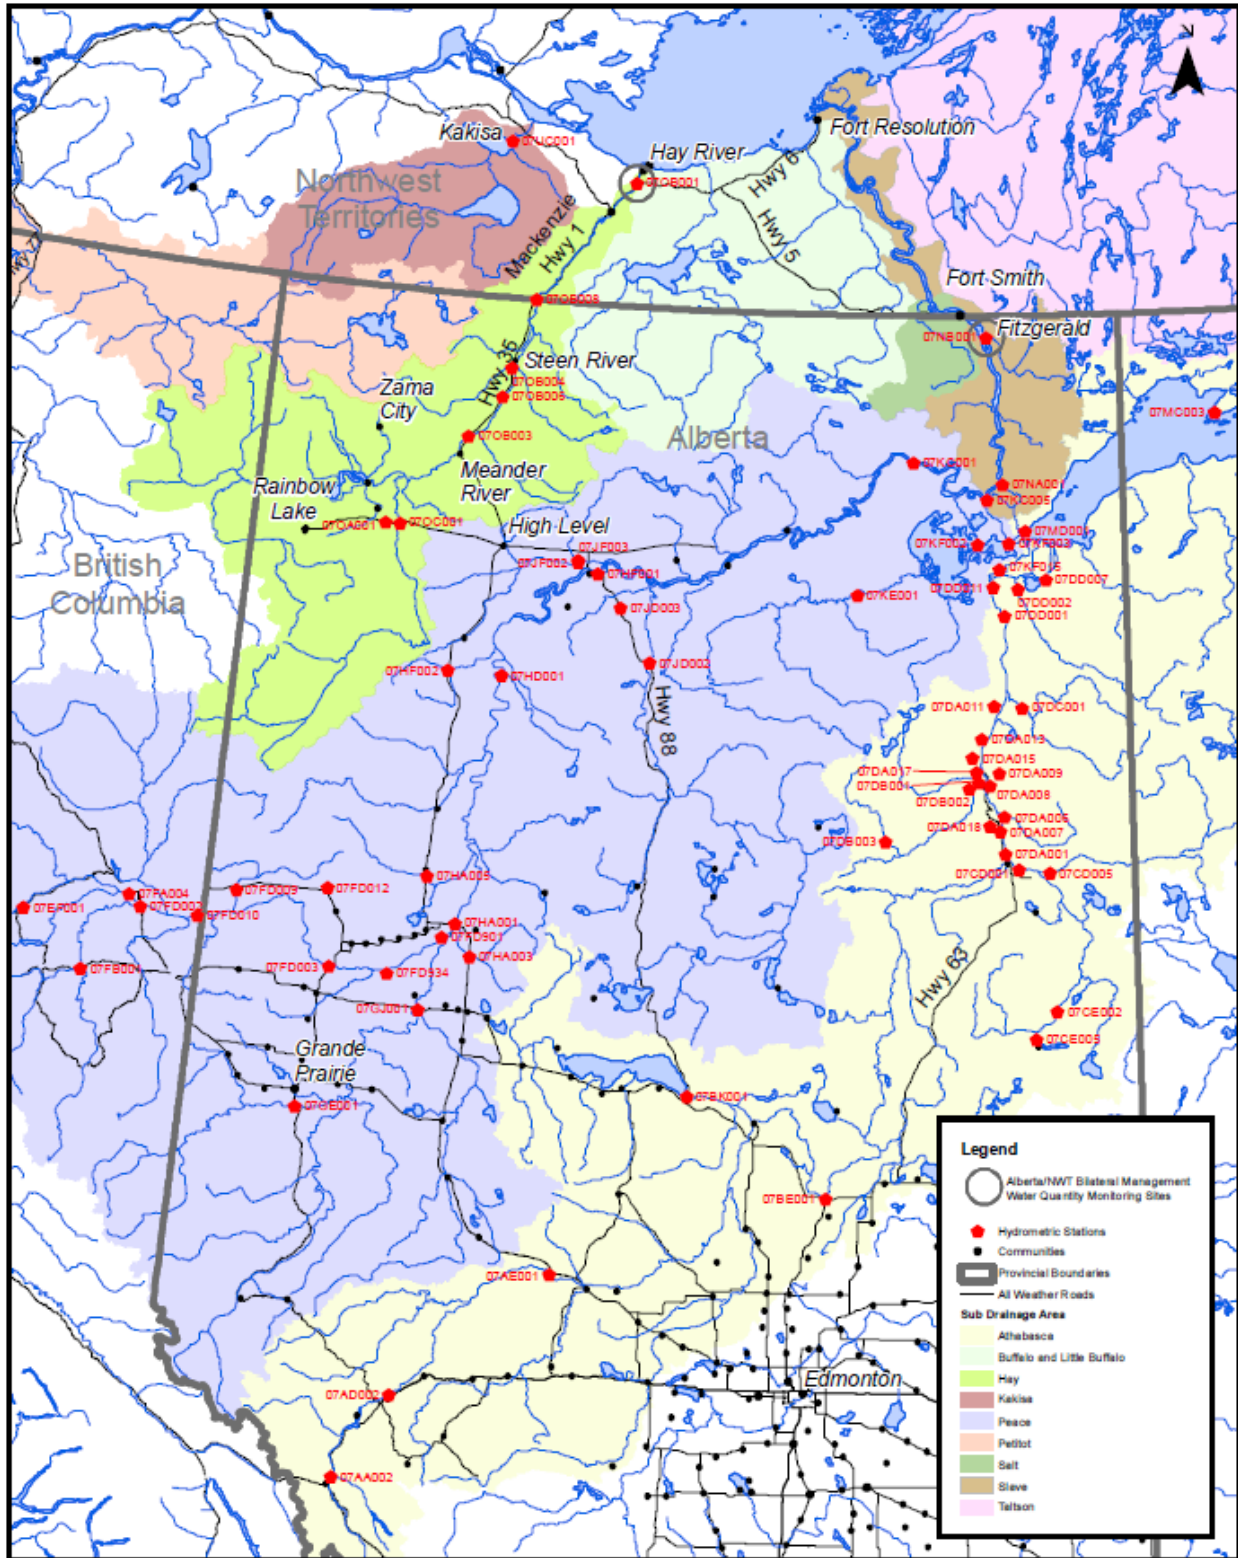 Kakisa
07UC001
Fort Resolution
Hay River
07OB001
Hwy 6
Northwest
Territories
Mackenzie
Hwy 1
Hwy 5
Hwy 77
Fort Smith
07OB008
07NB001
Fitzgerald
Hwy 35
Steen River
07OB004
07OB006
Zama
City
07MC003
Alberta
07OB003
Meander
River
07KC001
Rainbow
Lake
07NA001
07KC005
07OA001
07OC001
High Level
07MD001
07JF003
07KF002
07KF003
British
Columbia
07JF002
07HF001
07KF015
07DD007
07KE001
07DD011
07DD002
07JD003
07DD001
07JD002
07HF002
07HD001
Hwy 88
07DA011
07DC001
07DA013
07DA015
07DA017
07DA009
07DB001
07DB002
07DA008
07DA006
07DA018
07DA007
07DB003
07DA001
07CD001
07CD005
07HA005
07FD009
07FD012
07FA004
07EF001
07FD002
07FD010
07HA001
07FD901
07HA003
07FB001
07FD003
07FD934
Hwy 63
07GJ001
07CE002
07CE005
Grande
Prairie
07GE001
07BK001
07BE001
07AE001
Edmonton
07AD002
07AA002
Legend
Alberta/NWT Bilateral Management
Water Quantity Monitoring Sites
Hydrometric Stations
Communities
Provincial Boundaries
All Weather Roads
Sub Drainage Area
Athabasca
Buffalo and Little Buffalo
Hay
Kakisa
Peace
Petitot
Salt
Slave
Taltson